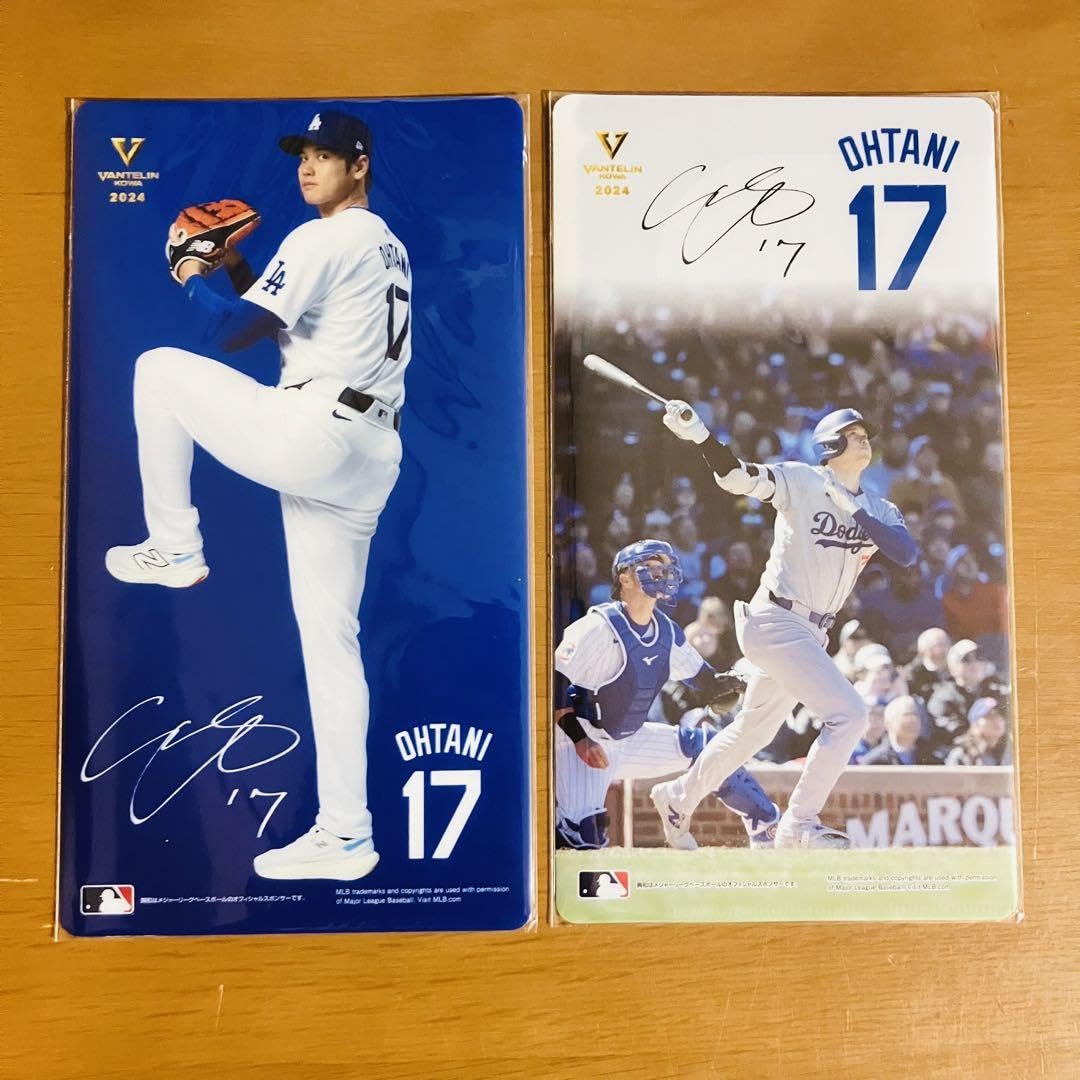 VANTELIN
KOWA
2024
LA
NB
OHTANI
17
LA
N
'17
OHTANI
17
興和はメジャーリーグベースボールのオフィシャルスポンサーです。
MLB trademarks and copyrights are used with permission
of Major League Baseball. Visit MLB.com
VANTELIN
KOWA
2024
'17
OHTANI
17
Dodge
MARQU
興和はメジャーリーグベースボールのオフィシャルスポンサーです。
MLB trademarks and copyrights are used with permission
of Major League Baseball. Visit MLB.com